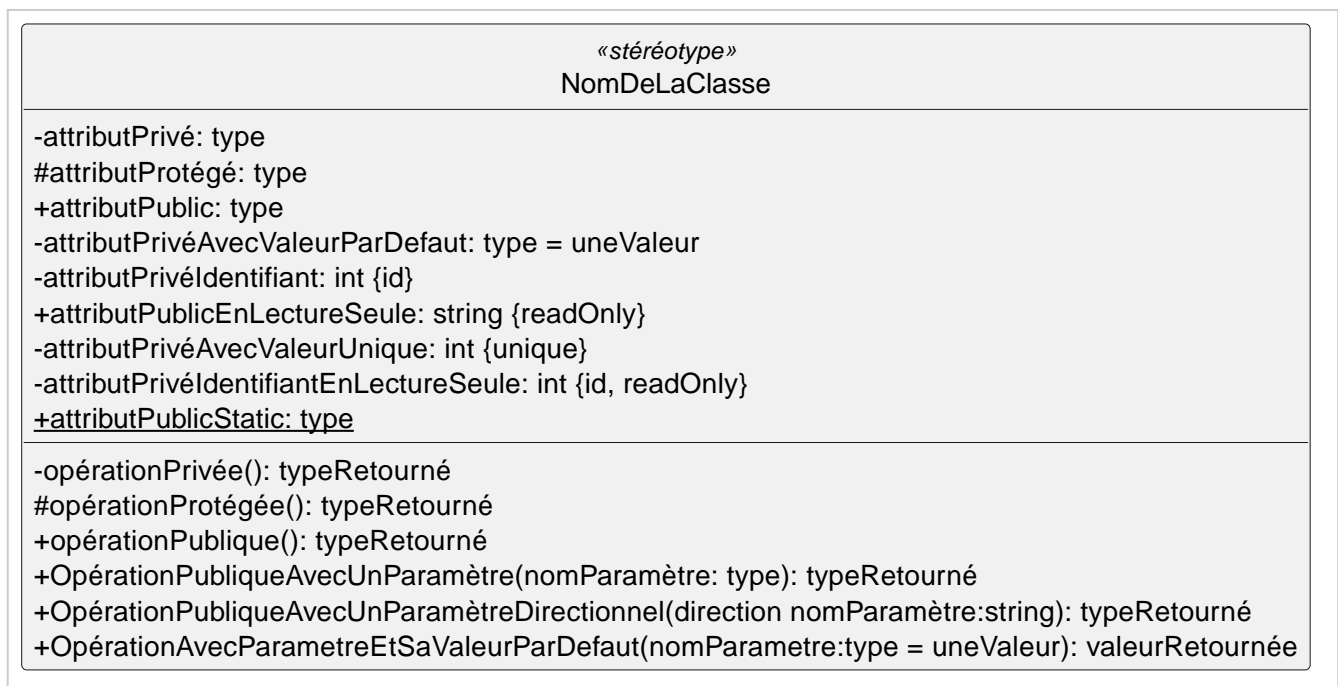 «stéréotype»
NomDeLaClasse
-attributPrivé: type
#attributProtégé: type
+attributPublic: type
-attributPrivéAvecValeurParDefaut: type = uneValeur
-attributPrivéIdentifiant: int {id}
+attributPublicEnLectureSeule: string {readOnly}
-attributPrivéAvecValeurUnique: int {unique}
-attributPrivéIdentifiantEnLectureSeule: int {id, readOnly}
+attributPublicStatic: type
-opérationPrivée(): typeRetourné
#opérationProtégée(): typeRetourné
+opérationPublique(): typeRetourné
+OpérationPubliqueAvecUnParamètre(nomParamètre: type): typeRetourné
+OpérationPubliqueAvecUnParamètreDirectionnel(direction nomParamètre:string): typeRetourné
+OpérationAvecParametreEtSaValeurParDefaut(nomParametre:type = uneValeur): valeurRetournée